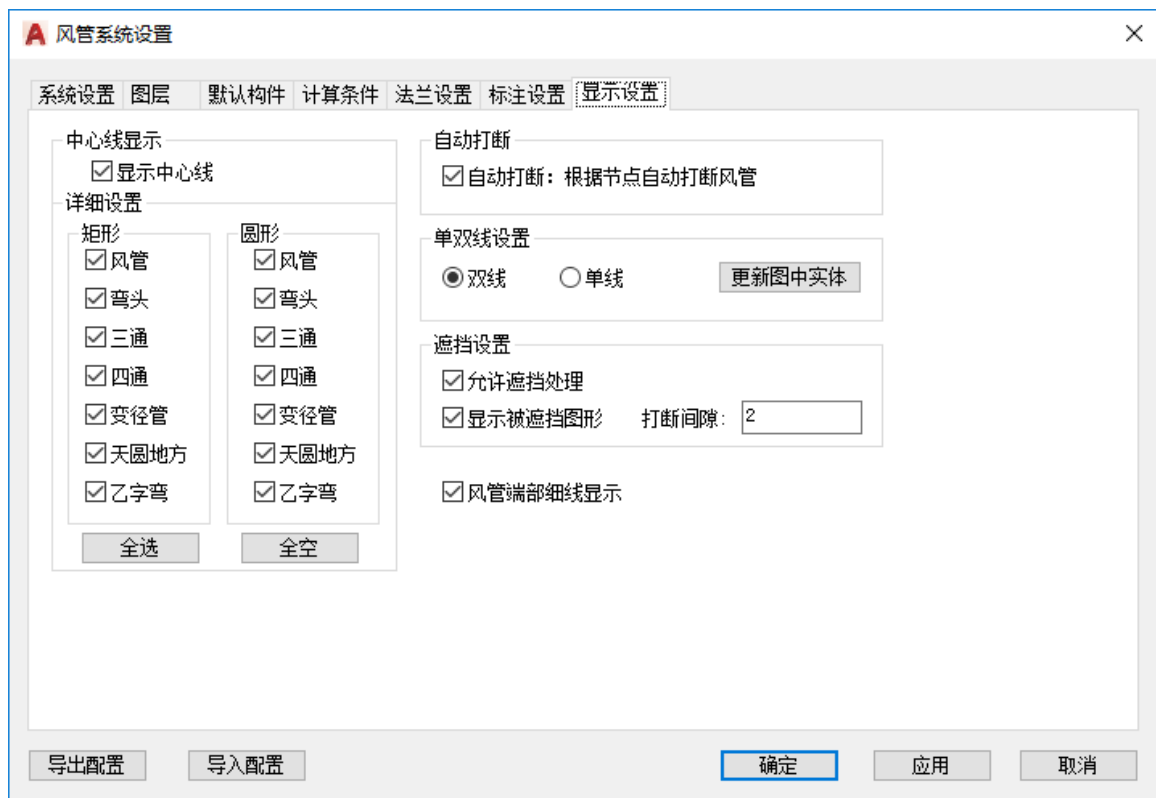 风管系统设置
系统设置 图层 默认构件 计算条件 法兰设置 标注设置 显示设置
中心线显示
显示中心线
详细设置
矩形
风管
弯头
三通
四通
变径管
天圆地方
乙字弯
全选
圆形
风管
弯头
三通
四通
变径管
天圆地方
乙字弯
全空
自动打断
自动打断：根据节点自动打断风管
单双线设置
双线 单线 更新图中实体
遮挡设置
允许遮挡处理
显示被遮挡图形 打断间隙: 2
风管端部细线显示
导出配置 导入配置 确定 应用 取消